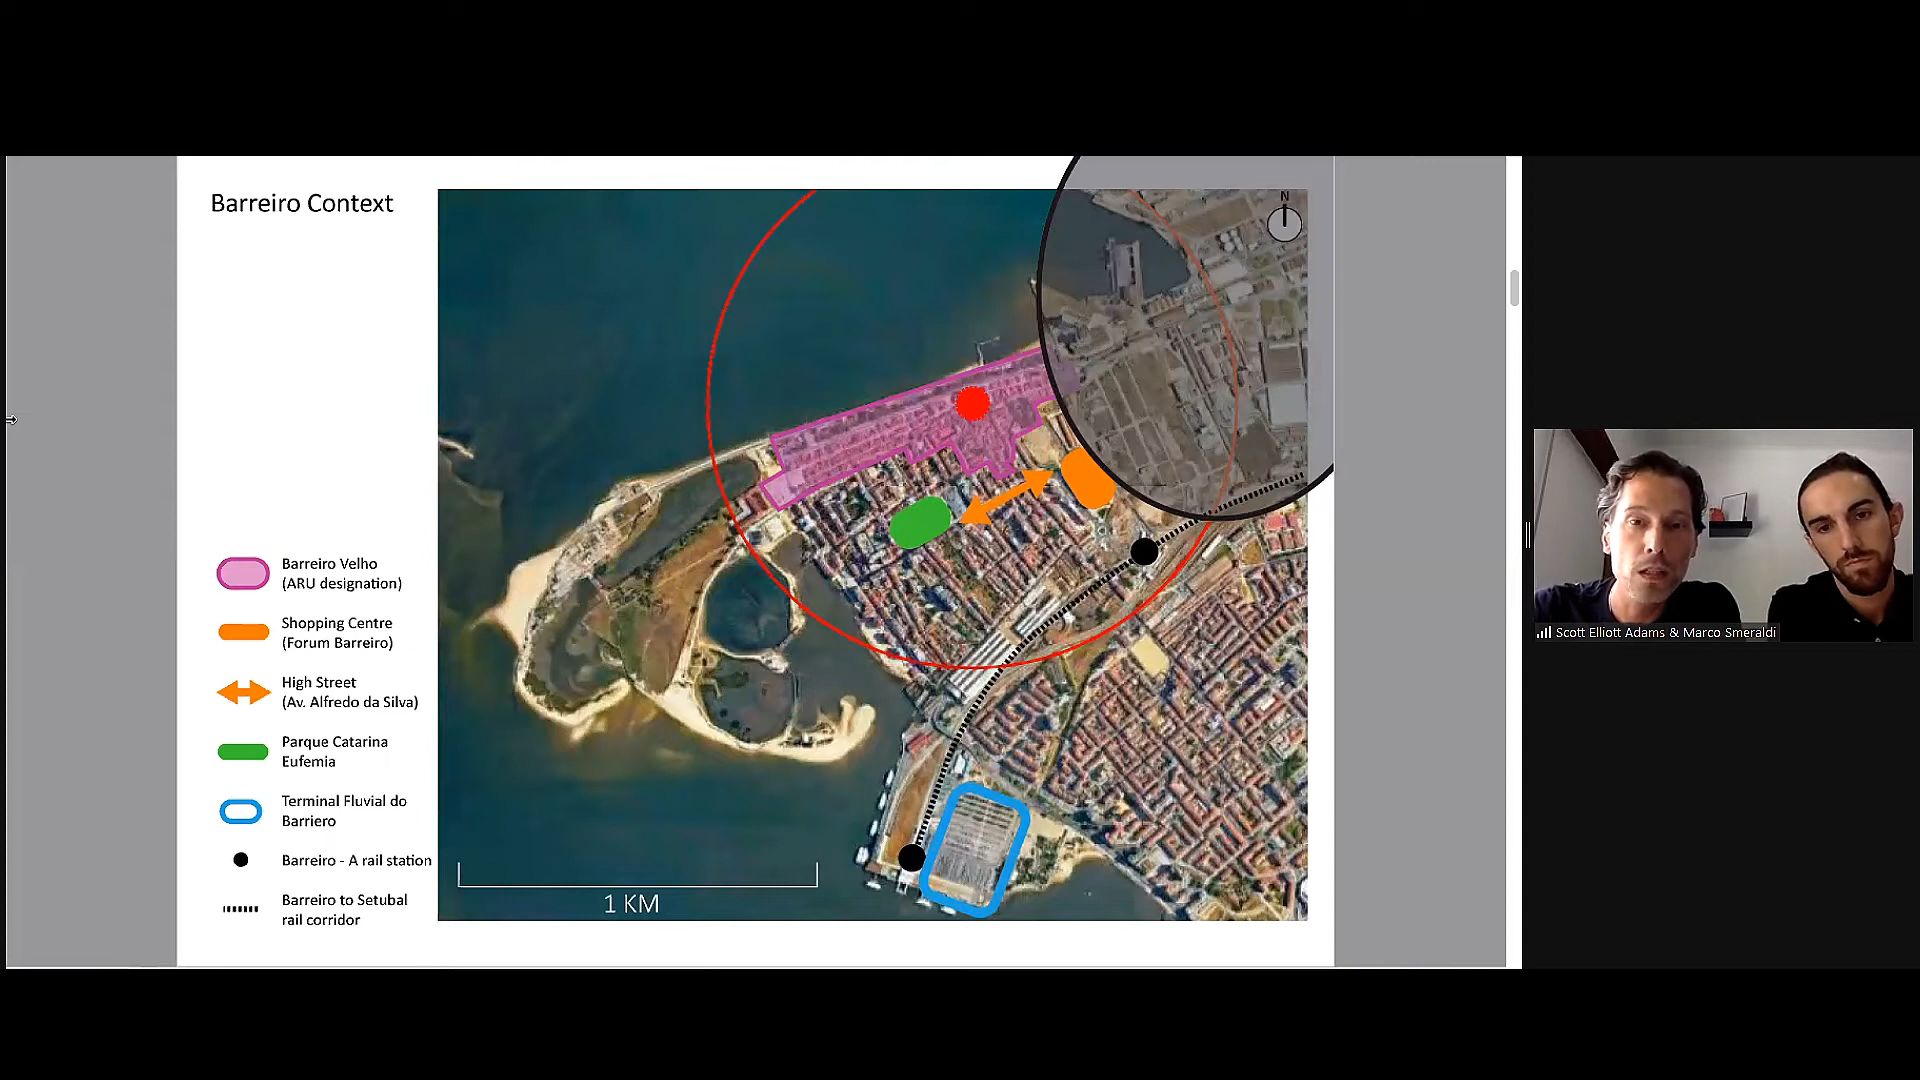 Barreiro Context
N
Barreiro Velho
(ARU designation)
Shopping Centre
(Forum Barreiro)
High Street
(Av. Alfredo da Silva)
Parque Catarina
Eufemia
Terminal Fluvial do
Barriero
Barreiro - A rail station
Barreiro to Setubal
rail corridor
1 KM
Scott Elliott Adams & Marco Smeraldi